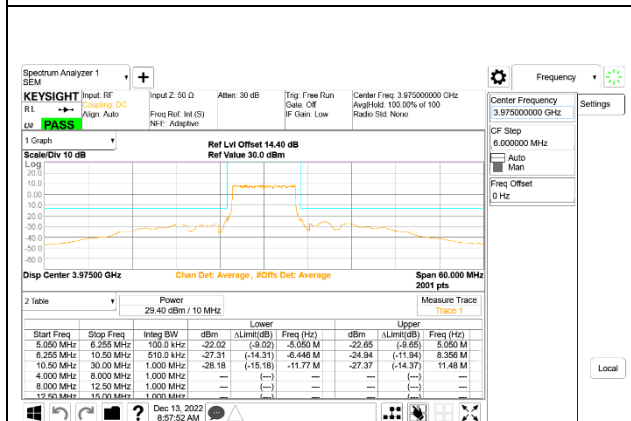 Spectrum Analyzer 1
SEM
Frequency
KEYSIGHT
Input: RF
Coupling: DC
Align: Auto
Input Z: 50 Ω
Freq Ref: Int (S)
NFE: Adaptive
Atten: 30 dB
Trig: Free Run
Gate: Off
IF Gain: Low
Center Freq: 3.975000000 GHz
Avg|Hold: 100.00% of 100
Radio Std: None
RL
PASS
Center Frequency
3.975000000 GHz
Settings
CF Step
6.000000 MHz
Auto
Man
Freq Offset
0 Hz
1 Graph
Scale/Div 10 dB
Ref Lvl Offset 14.40 dB
Ref Value 30.0 dBm
Log
20.0
10.0
0.00
-10.0
-20.0
-30.0
-40.0
-50.0
-60.0
Disp Center 3.97500 GHz
Chan Det: Average, #Offs Det: Average
Span 60.000 MHz
2001 pts
2 Table
Power
29.40 dBm / 10 MHz
Measure Trace
Trace 1
Lower Upper
Start Freq Stop Freq Integ BW dBm ΔLimit(dB) Freq (Hz) dBm ΔLimit(dB) Freq (Hz)
5.050 MHz 6.255 MHz 100.0 kHz -22.02 (-9.02) -5.050 M -22.65 (-9.65) 5.050 M
6.255 MHz 10.50 MHz 510.0 kHz -27.31 (-14.31) -6.446 M -24.94 (-11.94) 8.356 M
10.50 MHz 30.00 MHz 1.000 MHz -28.18 (-15.18) -11.77 M -27.37 (-14.37) 11.48 M
4.000 MHz 8.000 MHz 1.000 MHz --- (---) --- --- (---) ---
8.000 MHz 12.50 MHz 1.000 MHz --- (---) --- --- (---) ---
12.50 MHz 15.00 MHz 1.000 MHz --- (---) --- --- (---) ---
Local
?
Dec 13, 2022
8:57:52 AM